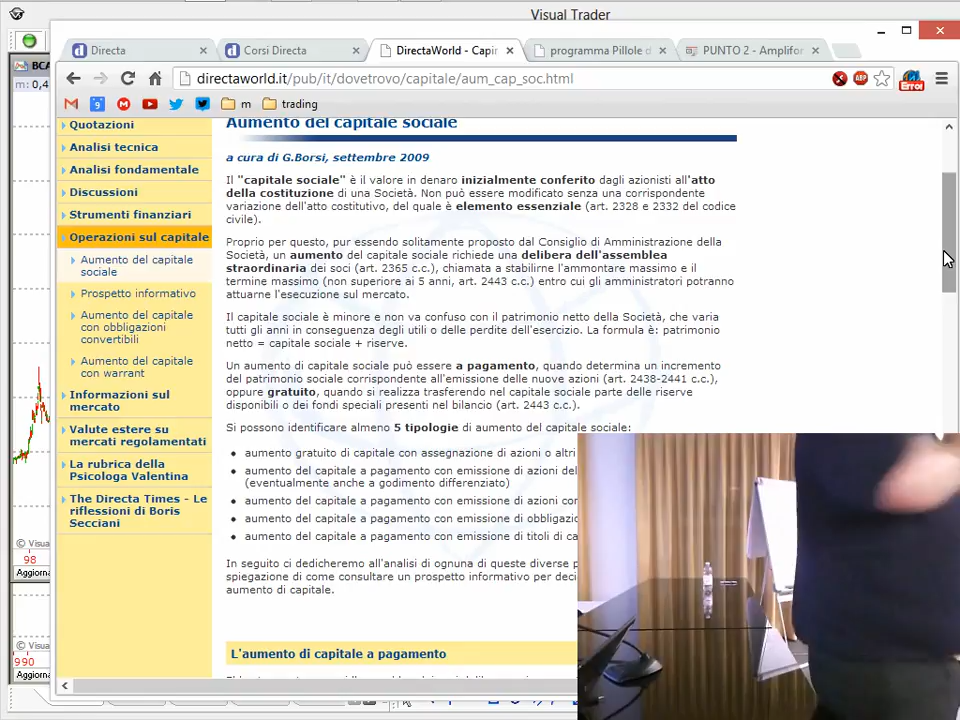 Visual Trader
Directa
Corsi Directa
DirectaWorld - Capit
programma Pillole d
PUNTO 2 - Amplifor
directaworld.it/pub/it/dovetrovo/capitale/aum_cap_soc.html
ABP
Error
9
m
trading
BCA
m: 0,4
Quotazioni
Analisi tecnica
Analisi fondamentale
Discussioni
Strumenti finanziari
Operazioni sul capitale
Aumento del capitale
sociale
Prospetto informativo
Aumento del capitale
con obbligazioni
convertibili
Aumento del capitale
con warrant
Informazioni sul
mercato
Valute estere su
mercati regolamentati
La rubrica della
Psicologa Valentina
The Directa Times - Le
riflessioni di Boris
Secciani
Aumento del capitale sociale
a cura di G.Borsi, settembre 2009
Il "capitale sociale" è il valore in denaro inizialmente conferito dagli azionisti all'atto
della costituzione di una Società. Non può essere modificato senza una corrispondente
variazione dell'atto costitutivo, del quale è elemento essenziale (art. 2328 e 2332 del codice
civile).
Proprio per questo, pur essendo solitamente proposto dal Consiglio di Amministrazione della
Società, un aumento del capitale sociale richiede una delibera dell'assemblea
straordinaria dei soci (art. 2365 c.c.), chiamata a stabilirne l'ammontare massimo e il
termine massimo (non superiore ai 5 anni, art. 2443 c.c.) entro cui gli amministratori potranno
attuarne l'esecuzione sul mercato.
Il capitale sociale è minore e non va confuso con il patrimonio netto della Società, che varia
tutti gli anni in conseguenza degli utili o delle perdite dell'esercizio. La formula è: patrimonio
netto = capitale sociale + riserve.
Un aumento di capitale sociale può essere a pagamento, quando determina un incremento
del patrimonio sociale corrispondente all'emissione delle nuove azioni (art. 2438-2441 c.c.),
oppure gratuito, quando si realizza trasferendo nel capitale sociale parte delle riserve
disponibili o dei fondi speciali presenti nel bilancio (art. 2443 c.c.).
Si possono identificare almeno 5 tipologie di aumento del capitale sociale:
aumento gratuito di capitale con assegnazione di azioni o altri
aumento del capitale a pagamento con emissione di azioni del
(eventualmente anche a godimento differenziato)
aumento del capitale a pagamento con emissione di azioni con
aumento del capitale a pagamento con emissione di obbligazio
aumento del capitale a pagamento con emissione di titoli di ca
In seguito ci dedicheremo all'analisi di ognuna di queste diverse
spiegazione di come consultare un prospetto informativo per deci
aumento di capitale.
L'aumento di capitale a pagamento
© Visua
98
Aggiorna
© Visua
990
Aggiorna